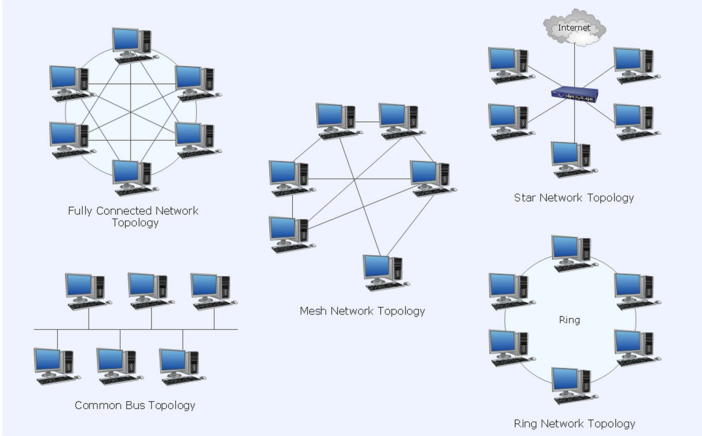 Internet
Fully Connected Network
Topology
Star Network Topology
Mesh Network Topology
Ring
Common Bus Topology
Ring Network Topology